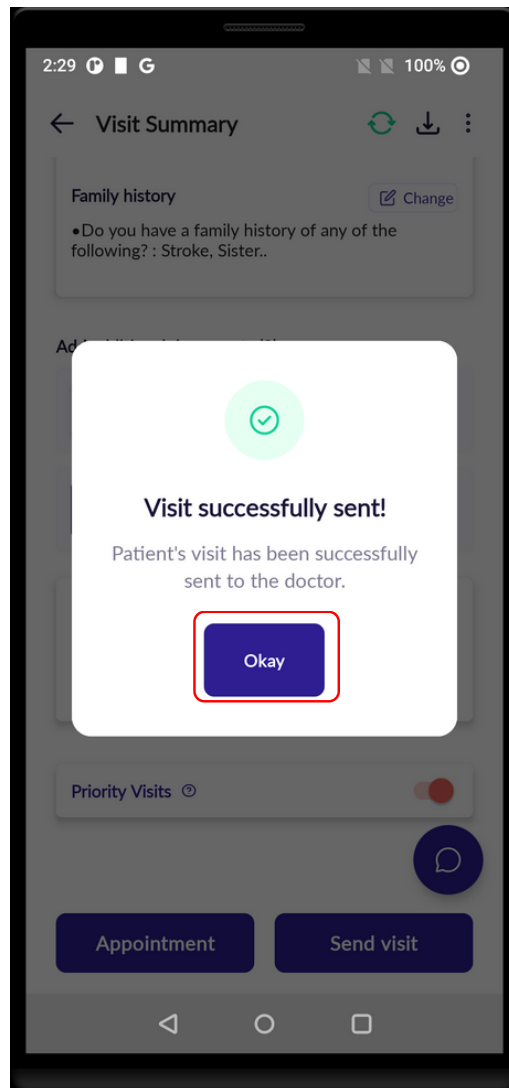 2:29 G 100%
Visit Summary
Family history
Change
•Do you have a family history of any of the
following? : Stroke, Sister..
Visit successfully sent!
Patient's visit has been successfully
sent to the doctor.
Okay
Priority Visits
Appointment
Send visit